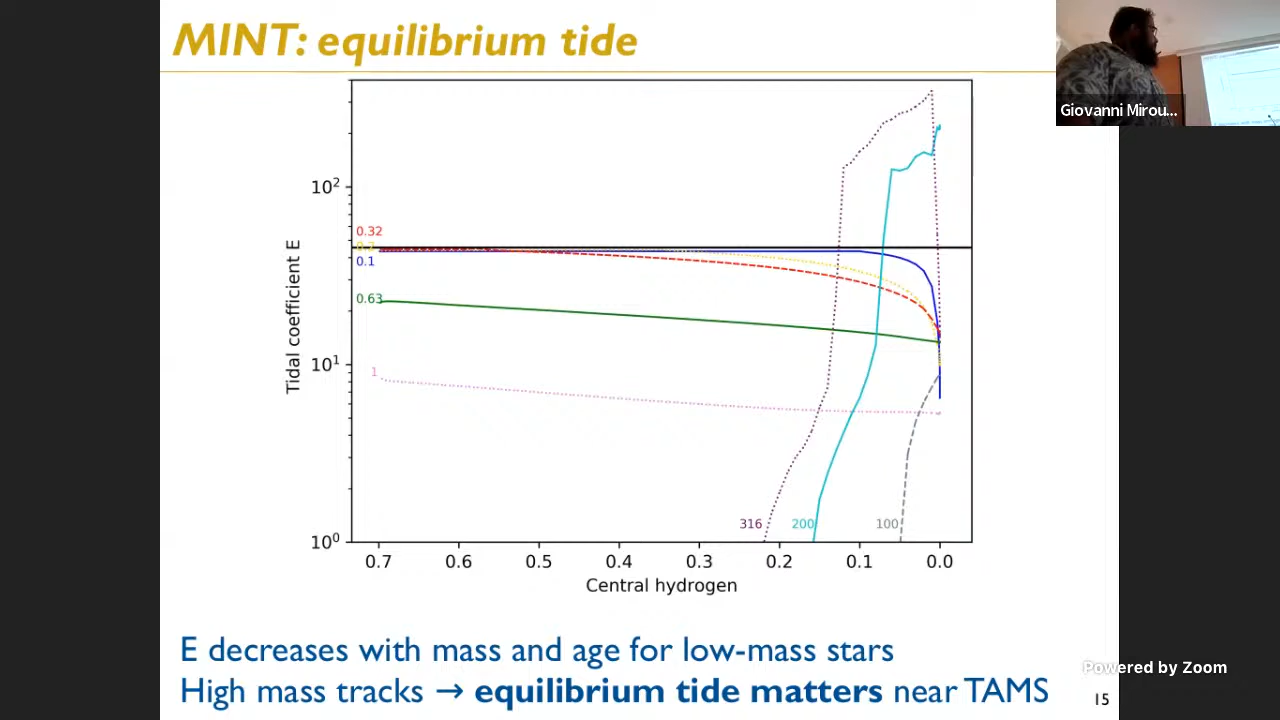 MINT: equilibrium tide
Giovanni Mirou...
Tidal coefficient E
10²
10¹
10⁰
0.32
0.2
0.1
0.63
1
316
200
100
0.7 0.6 0.5 0.4 0.3 0.2 0.1 0.0
Central hydrogen
E decreases with mass and age for low-mass stars
High mass tracks → equilibrium tide matters near TAMS
Powered by Zoom
15